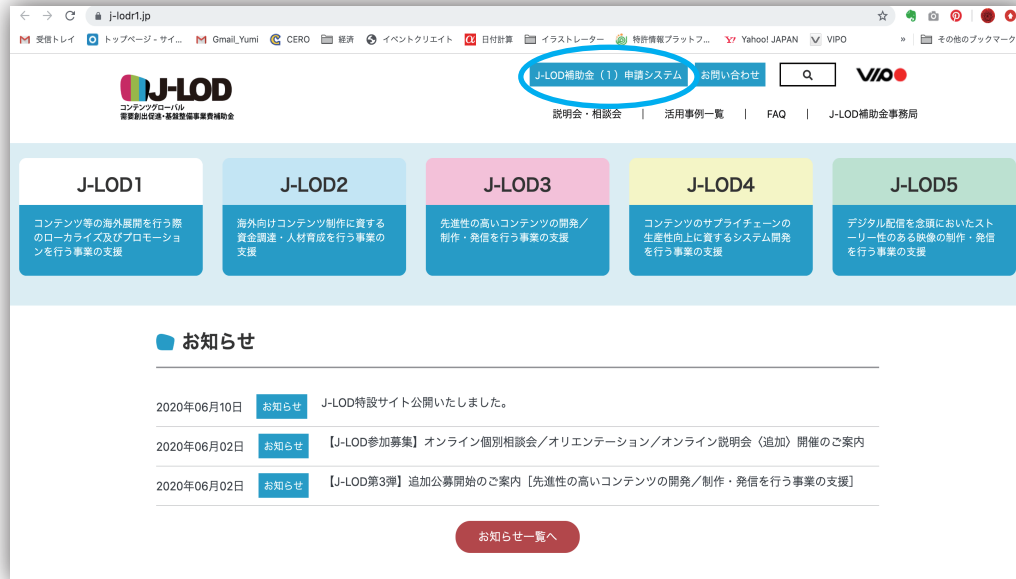 j-lodr1.jp
受信トレイ トップページ - サイ... Gmail_Yumi CERO 経済 イベントクリエイト 日付計算 イラストレーター 特許情報プラットフ... Yahoo! JAPAN VIPO » その他のブックマーク
J-LOD
コンテンツグローバル
需要創出促進・基盤整備事業費補助金
J-LOD補助金（1）申請システム お問い合わせ VIPO
説明会・相談会 | 活用事例一覧 | FAQ | J-LOD補助金事務局
J-LOD1
コンテンツ等の海外展開を行う際
のローカライズ及びプロモーショ
ンを行う事業の支援
J-LOD2
海外向けコンテンツ制作に資する
資金調達・人材育成を行う事業の
支援
J-LOD3
先進性の高いコンテンツの開発／
制作・発信を行う事業の支援
J-LOD4
コンテンツのサプライチェーンの
生産性向上に資するシステム開発
を行う事業の支援
J-LOD5
デジタル配信を念頭においたスト
ーリー性のある映像の制作・発信
を行う事業の支援
お知らせ
2020年06月10日 お知らせ J-LOD特設サイト公開いたしました。
2020年06月02日 お知らせ 【J-LOD参加募集】オンライン個別相談会／オリエンテーション／オンライン説明会〈追加〉開催のご案内
2020年06月02日 お知らせ 【J-LOD第3弾】追加公募開始のご案内［先進性の高いコンテンツの開発／制作・発信を行う事業の支援］
お知らせ一覧へ